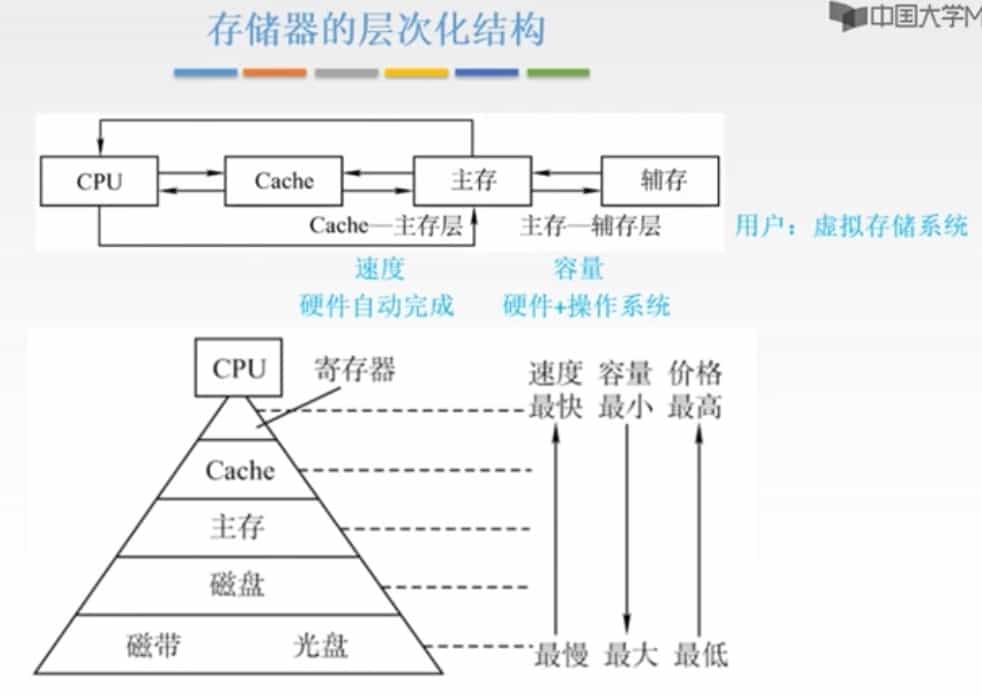 存储器的层次化结构
中国大学M
CPU
Cache
主存
辅存
Cache—主存层
主存—辅存层
用户：虚拟存储系统
速度
容量
硬件自动完成
硬件+操作系统
CPU
寄存器
速度 容量 价格
最快 最小 最高
Cache
主存
磁盘
磁带
光盘
最慢 最大 最低